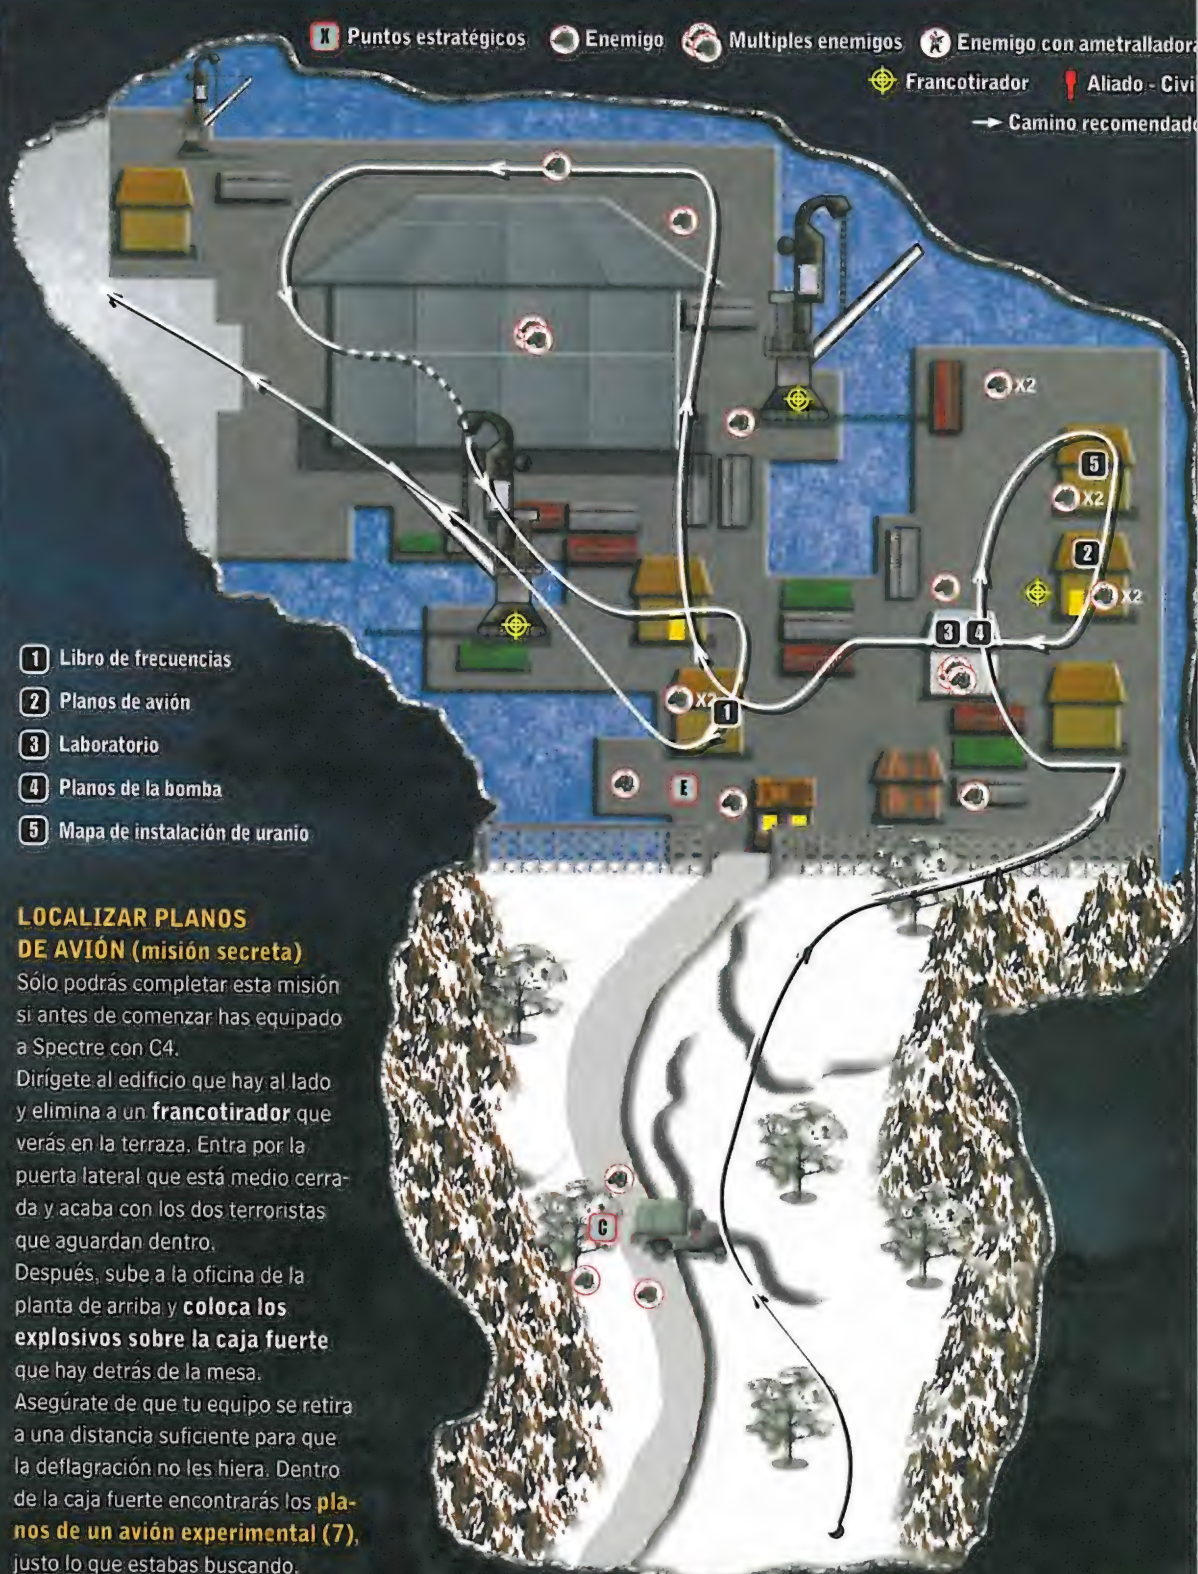 X Puntos estratégicos Enemigo Multiples enemigos Enemigo con ametralladora
Francotirador Aliado - Civi
Camino recomendado
X2
5
X2
2
X2
3 4
X2
1
E
C
1 Libro de frecuencias
2 Planos de avión
3 Laboratorio
4 Planos de la bomba
5 Mapa de instalación de uranio
LOCALIZAR PLANOS
DE AVIÓN (misión secreta)
Sólo podrás completar esta misión
si antes de comenzar has equipado
a Spectre con C4.
Dirígete al edificio que hay al lado
y elimina a un francotirador que
verás en la terraza. Entra por la
puerta lateral que está medio cerra-
da y acaba con los dos terroristas
que aguardan dentro.
Después, sube a la oficina de la
planta de arriba y coloca los
explosivos sobre la caja fuerte
que hay detrás de la mesa.
Asegúrate de que tu equipo se retira
a una distancia suficiente para que
la deflagración no les hiera. Dentro
de la caja fuerte encontrarás los pla-
nos de un avión experimental (7),
justo lo que estabas buscando.